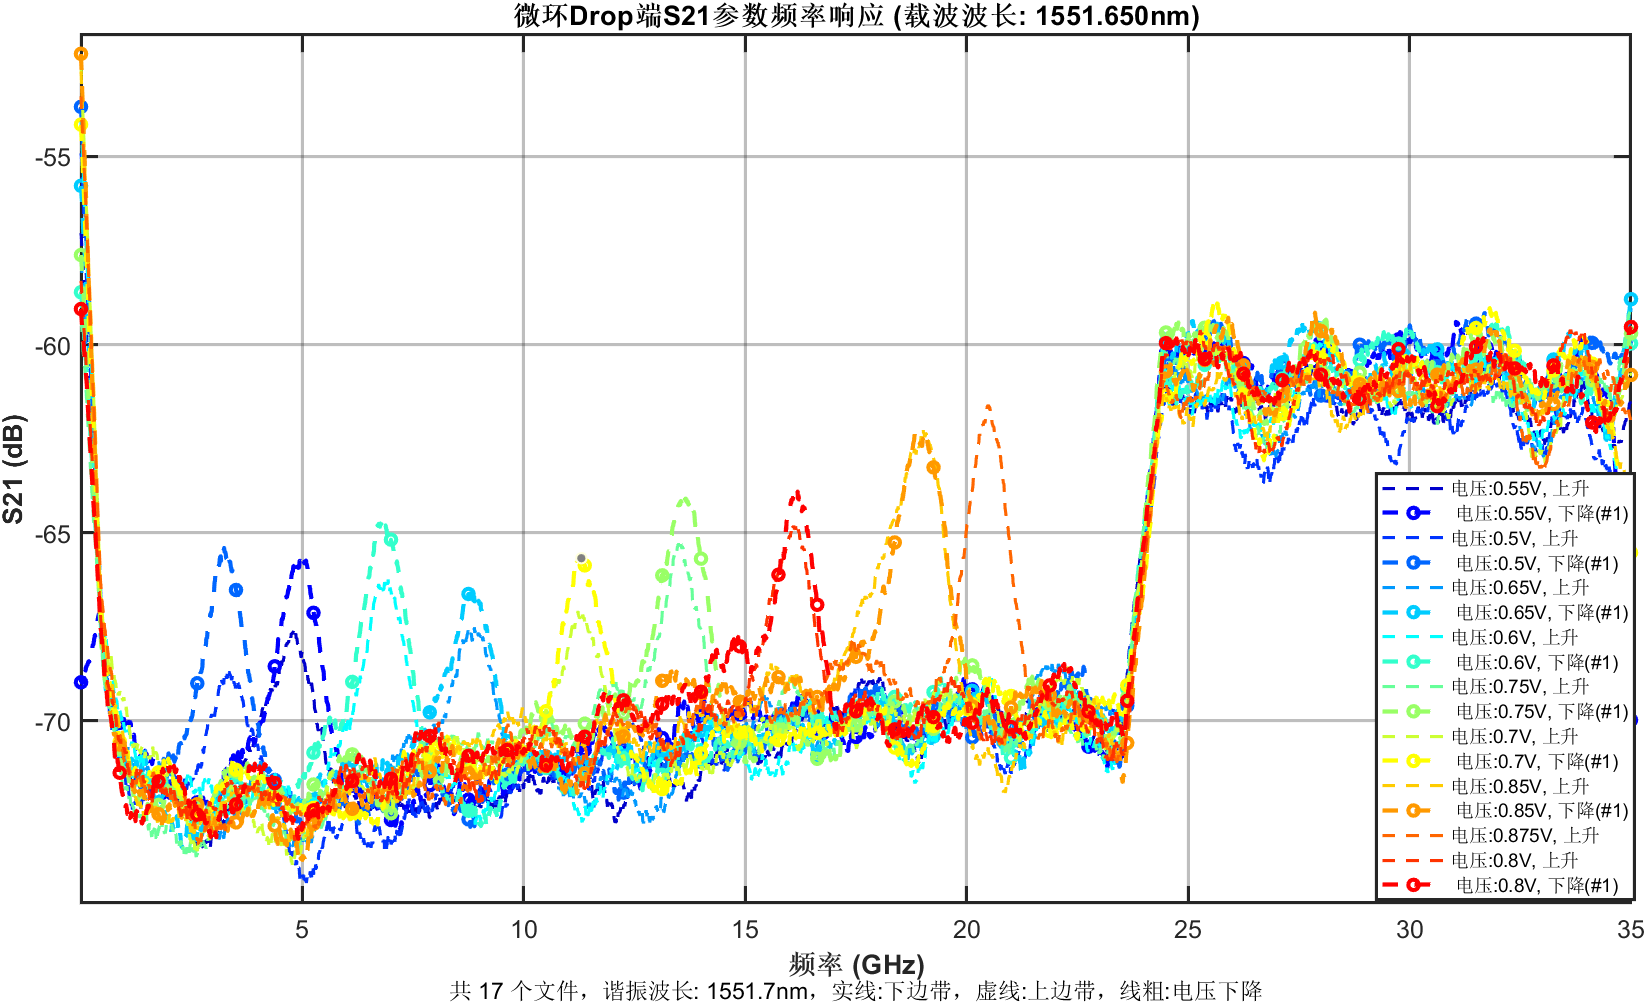 微环Drop端S21参数频率响应 (载波波长: 1551.650nm)
S21 (dB)
-55
-60
-65
-70
5
10
15
20
25
30
35
频率 (GHz)
共 17 个文件，谐振波长: 1551.7nm，实线:下边带，虚线:上边带，线粗:电压下降
电压:0.55V, 上升
电压:0.55V, 下降(#1)
电压:0.5V, 上升
电压:0.5V, 下降(#1)
电压:0.65V, 上升
电压:0.65V, 下降(#1)
电压:0.6V, 上升
电压:0.6V, 下降(#1)
电压:0.75V, 上升
电压:0.75V, 下降(#1)
电压:0.7V, 上升
电压:0.7V, 下降(#1)
电压:0.85V, 上升
电压:0.85V, 下降(#1)
电压:0.875V, 上升
电压:0.8V, 上升
电压:0.8V, 下降(#1)